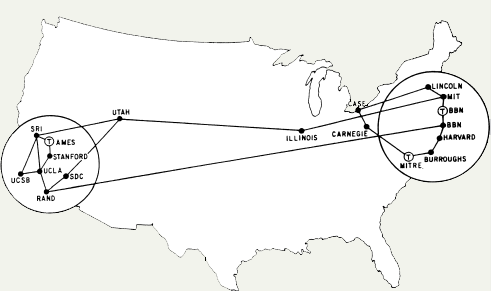 SRI
T AMES
STANFORD
UCLA
SDC
UCSB
RAND
UTAH
ILLINOIS
CASE
CARNEGIE
LINCOLN
MIT
T BBN
BBN
HARVARD
BURROUGHS
T
MITRE